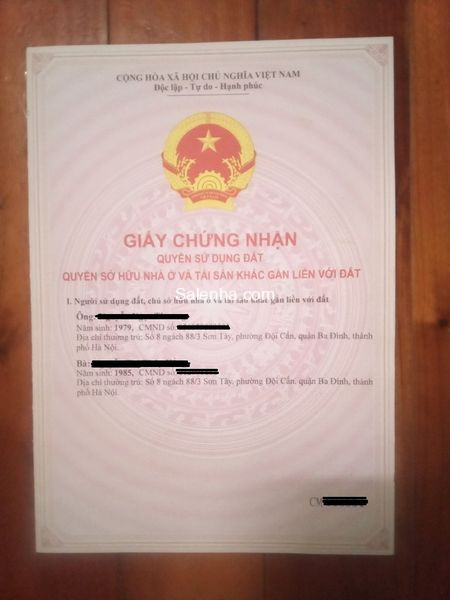 CỘNG HÒA XÃ HỘI CHỦ NGHĨA VIỆT NAM
Độc lập - Tự do - Hạnh phúc
GIẤY CHỨNG NHẬN
QUYỀN SỬ DỤNG ĐẤT
QUYỀN SỞ HỮU NHÀ Ở VÀ TÀI SẢN KHÁC GẮN LIỀN VỚI ĐẤT
Salenha.com
I. Người sử dụng đất, chủ sở hữu nhà ở và tài sản khác gắn liền với đất
Ông:
Năm sinh: 1979, CMND số:
Địa chỉ thường trú: Số 8 ngách 88/3 Sơn Tây, phường Đội Cấn, quận Ba Đình, thành
phố Hà Nội.
Bà:
Năm sinh: 1985, CMND số:
Địa chỉ thường trú: Số 8 ngách 88/3 Sơn Tây, phường Đội Cấn, quận Ba Đình, thành
phố Hà Nội.